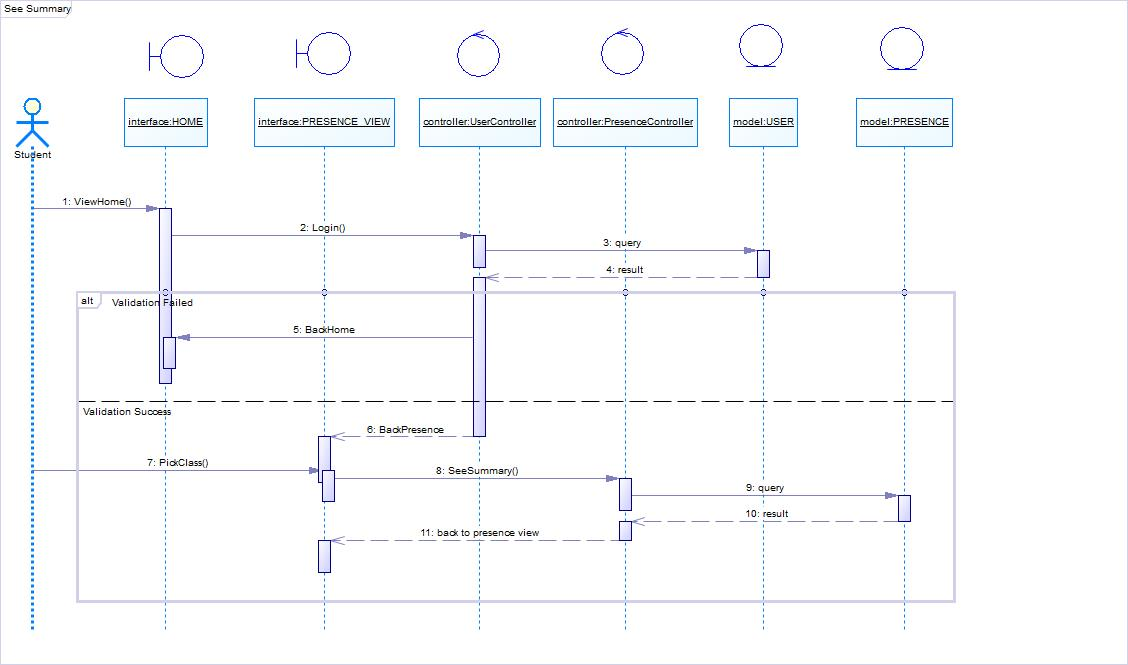 See Summary
Student
interface:HOME
interface:PRESENCE_VIEW
controller:UserController
controller:PresenceController
model:USER
model:PRESENCE
1: ViewHome()
2: Login()
3: query
4: result
alt
Validation Failed
5: BackHome
Validation Success
6: BackPresence
7: PickClass()
8: SeeSummary()
9: query
10: result
11: back to presence view